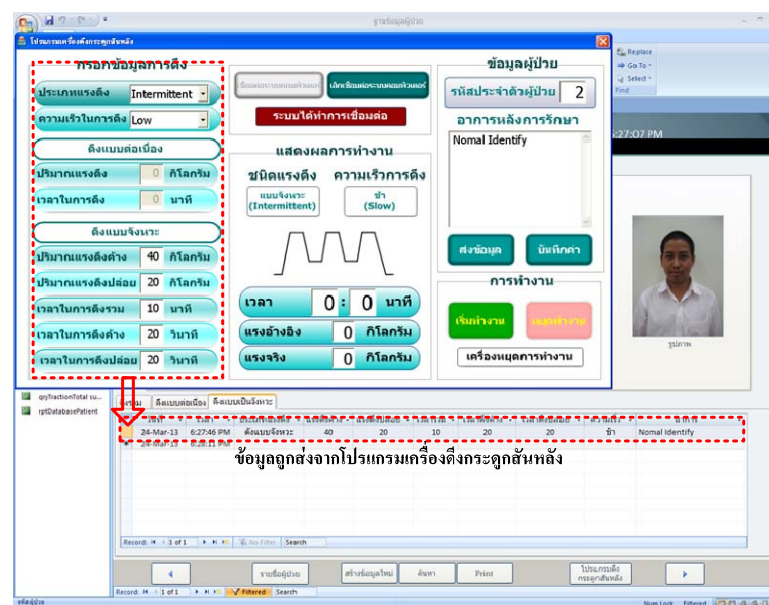 ฐานข้อมูลผู้ป่วย
โปรแกรมเครื่องดึงกระดูกสันหลัง
Replace
Go To
Select
Find
กรอกข้อมูลการดึง
ประเภทแรงดึง Intermittent
ความเร็วในการดึง Low
ดึงแบบต่อเนื่อง
ปริมาณแรงดึง 0 กิโลกรัม
เวลาในการดึง 0 นาที
ดึงแบบจังหวะ
ปริมาณแรงดึงค้าง 40 กิโลกรัม
ปริมาณแรงดึงปล่อย 20 กิโลกรัม
เวลาในการดึงรวม 10 นาที
เวลาในการดึงค้าง 20 วินาที
เวลาในการดึงปล่อย 20 วินาที
เชื่อมต่อระบบคอมพิวเตอร์ เลิกเชื่อมต่อระบบคอมพิวเตอร์
ระบบได้ทำการเชื่อมต่อ
แสดงผลการทำงาน
ชนิดแรงดึง ความเร็วการดึง
แบบจังหวะ ช้า
(Intermittent) (Slow)
เวลา 0 : 0 นาที
แรงอ้างอิง 0 กิโลกรัม
แรงจริง 0 กิโลกรัม
ข้อมูลผู้ป่วย
รหัสประจำตัวผู้ป่วย 2
อาการหลังการรักษา
Nomal Identify
ส่งข้อมูล บันทึกค่า
การทำงาน
เริ่มทำงาน หยุดทำงาน
เครื่องหยุดการทำงาน
:27:07 PM
รูปภาพ
qryTractionTotal su...
rptDatabasePatient
ดึงแบบต่อเนื่อง ดึงแบบเป็นจังหวะ
24-Mar-13 6:27:46 PM ดึงแบบจังหวะ 40 20 10 20 20 ช้า Nomal Identify
24-Mar-13 6:28:11 PM
ข้อมูลถูกส่งจากโปรแกรมเครื่องดึงกระดูกสันหลัง
Record: 1 of 1 No Filter Search
รายชื่อผู้ป่วย สร้างข้อมูลใหม่ ค้นหา Print โปรแกรมดึง
กระดูกสันหลัง
Record: 1 of 1 Filtered Search
รหัสผู้ป่วย Num Lock Filtered